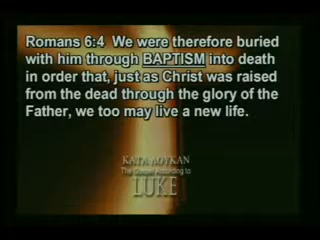 Romans 6:4 We were therefore buried
with him through BAPTISM into death
in order that, just as Christ was raised
from the dead through the glory of the
Father, we too may live a new life.
ΚΑΤΑ ΛΟΥΚΑΝ
The Gospel According to
LUKE